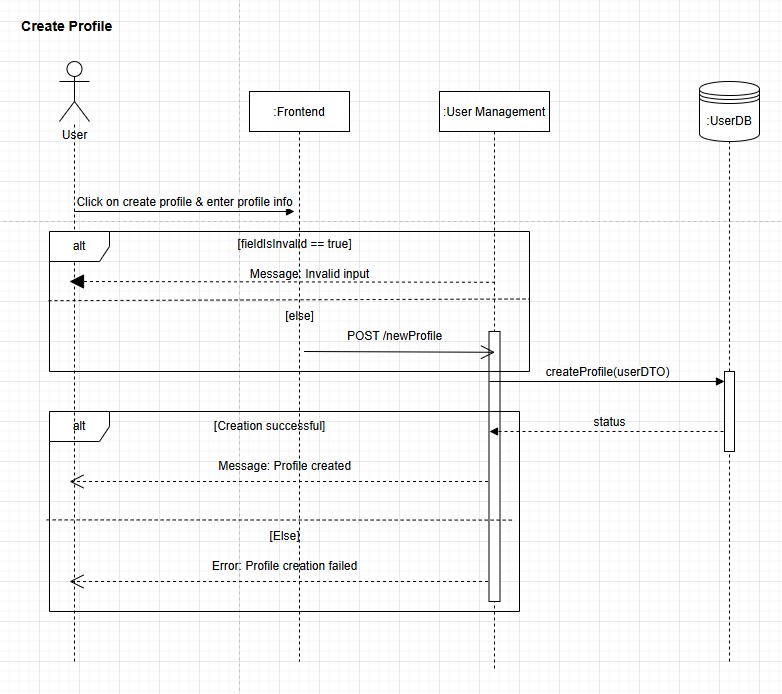 Create Profile
User
:Frontend
:User Management
:UserDB
Click on create profile & enter profile info
alt
[fieldIsInvalid == true]
Message: Invalid input
[else]
POST /newProfile
createProfile(userDTO)
alt
[Creation successful]
status
Message: Profile created
[Else]
Error: Profile creation failed